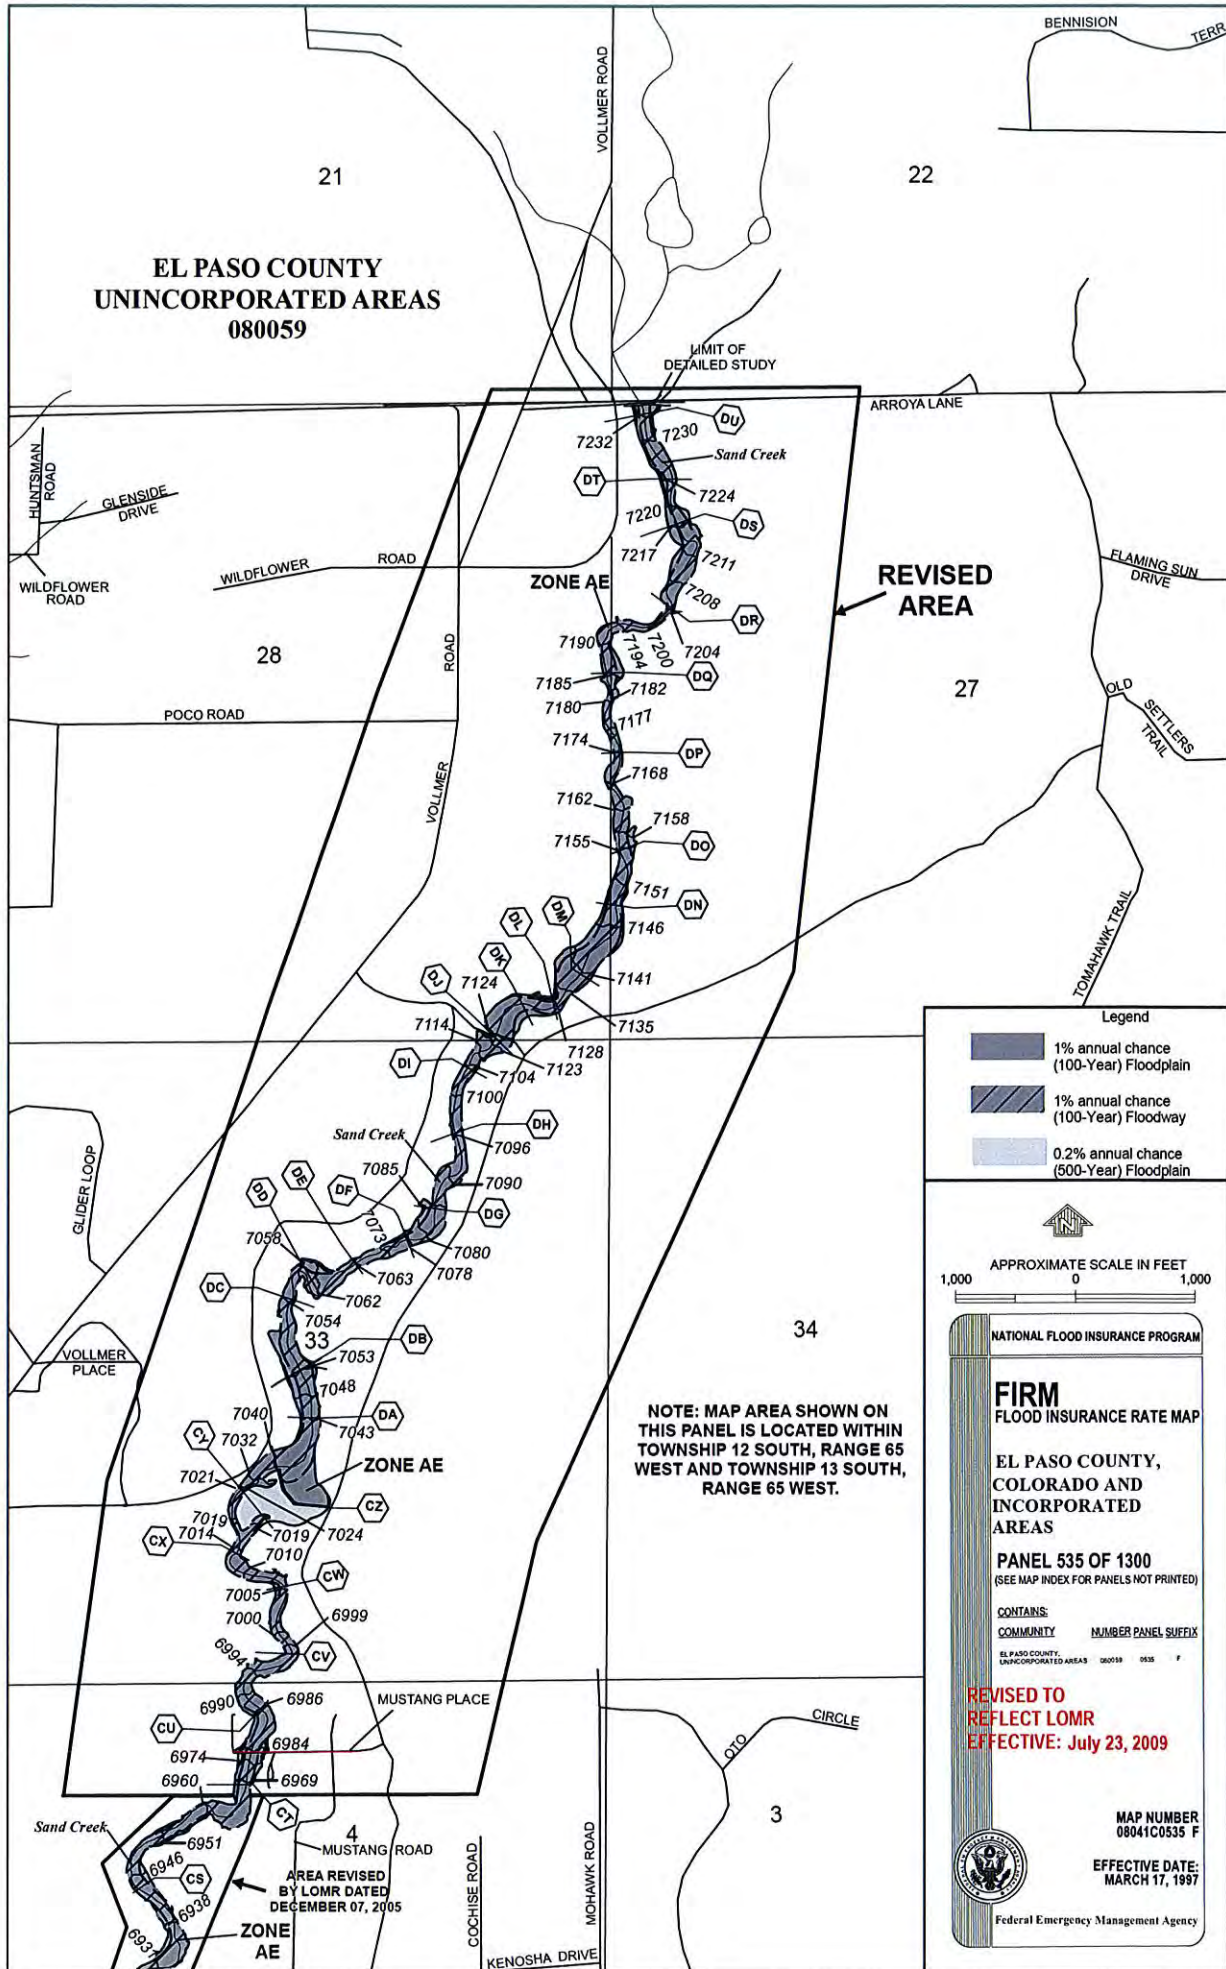 BENNISION
TERR
VOLLMER ROAD
21
22
EL PASO COUNTY
UNINCORPORATED AREAS
080059
LIMIT OF
DETAILED STUDY
ARROYA LANE
DU
7232
7230
Sand Creek
HUNTSMAN
ROAD
GLENSIDE
DRIVE
DT
7224
7220
DS
7217
7211
WILDFLOWER
ROAD
WILDFLOWER
ROAD
ZONE AE
REVISED
AREA
FLAMING SUN
DRIVE
7208
DR
7204
7200
7194
7190
28
ROAD
7185
DQ
7182
7180
27
OLD
SETTLERS
TRAIL
POCO ROAD
7177
7174
DP
7168
VOLLMER
7162
7158
7155
DO
7151
DN
7146
DM
DL
DK
DJ
7141
TOMAHAWK TRAIL
7124
7135
7114
7128
7123
DI
7104
7100
Legend
1% annual chance
(100-Year) Floodplain
1% annual chance
(100-Year) Floodway
0.2% annual chance
(500-Year) Floodplain
DH
Sand Creek
7096
GLIDER LOOP
7085
7090
DE
DF
DD
DG
7073
7080
7058
7078
7063
N
APPROXIMATE SCALE IN FEET
1,000
0
1,000
DC
7062
7054
33
34
DB
7053
VOLLMER
PLACE
7048
DA
7043
7040
CY
7032
ZONE AE
7021
CZ
7019
7024
7019
7014
CX
7010
CW
7005
7000
6999
6994
CV
NOTE: MAP AREA SHOWN ON
THIS PANEL IS LOCATED WITHIN
TOWNSHIP 12 SOUTH, RANGE 65
WEST AND TOWNSHIP 13 SOUTH,
RANGE 65 WEST.
NATIONAL FLOOD INSURANCE PROGRAM
FIRM
FLOOD INSURANCE RATE MAP
EL PASO COUNTY,
COLORADO AND
INCORPORATED
AREAS
PANEL 535 OF 1300
(SEE MAP INDEX FOR PANELS NOT PRINTED)
CONTAINS:
COMMUNITY NUMBER PANEL SUFFIX
EL PASO COUNTY,
UNINCORPORATED AREAS 080059 0535 F
REVISED TO
REFLECT LOMR
EFFECTIVE: July 23, 2009
MAP NUMBER
08041C0535 F
EFFECTIVE DATE:
MARCH 17, 1997
Federal Emergency Management Agency
6990
6986
MUSTANG PLACE
CU
6984
6974
6960
6969
CT
OTO
CIRCLE
3
4
Sand Creek
6951
MUSTANG ROAD
6946
CS
AREA REVISED
BY LOMR DATED
DECEMBER 07, 2005
6938
693
ZONE
AE
COCHISE ROAD
MOHAWK ROAD
KENOSHA DRIVE